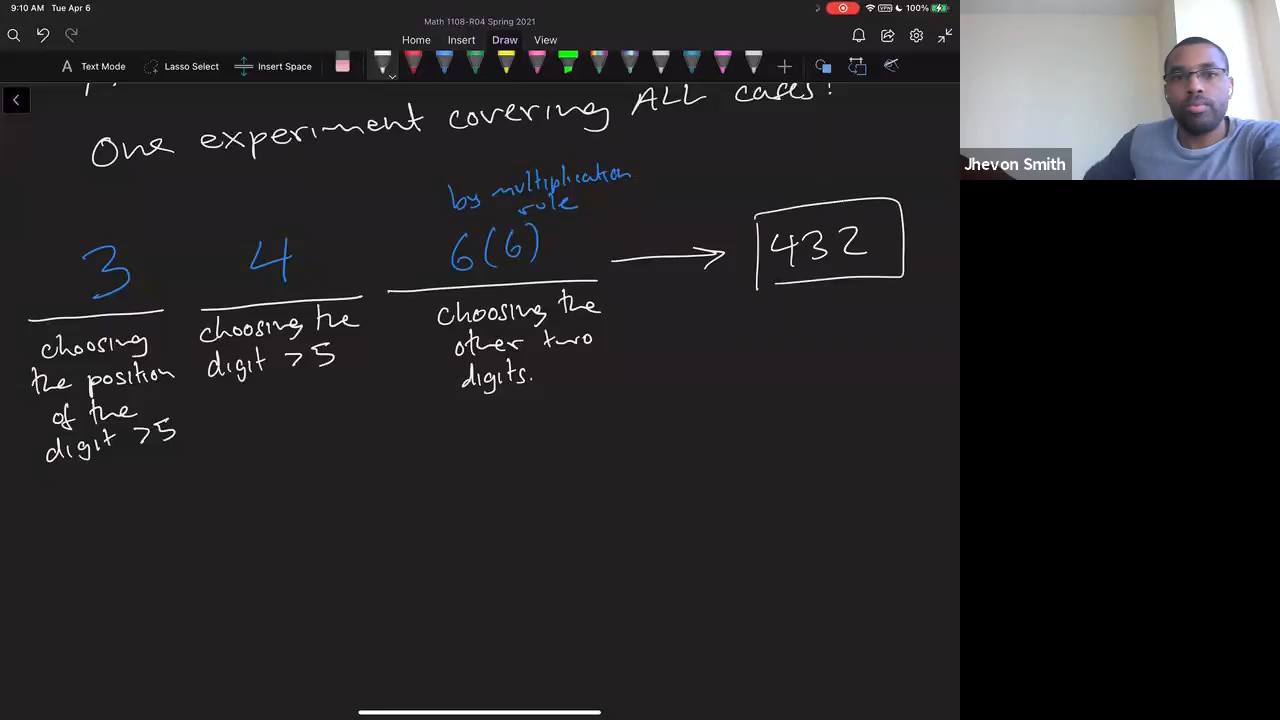 9:10 AM Tue Apr 6
VPN 100%
Math 1108-R04 Spring 2021
Home Insert Draw View
Text Mode Lasso Select Insert Space
One experiment covering ALL cases!
by multiplication
rule
3 4 6(6) → 432
choosing
the position
of the
digit >5
choosing the
digit >5
choosing the
other two
digits.
Jhevon Smith